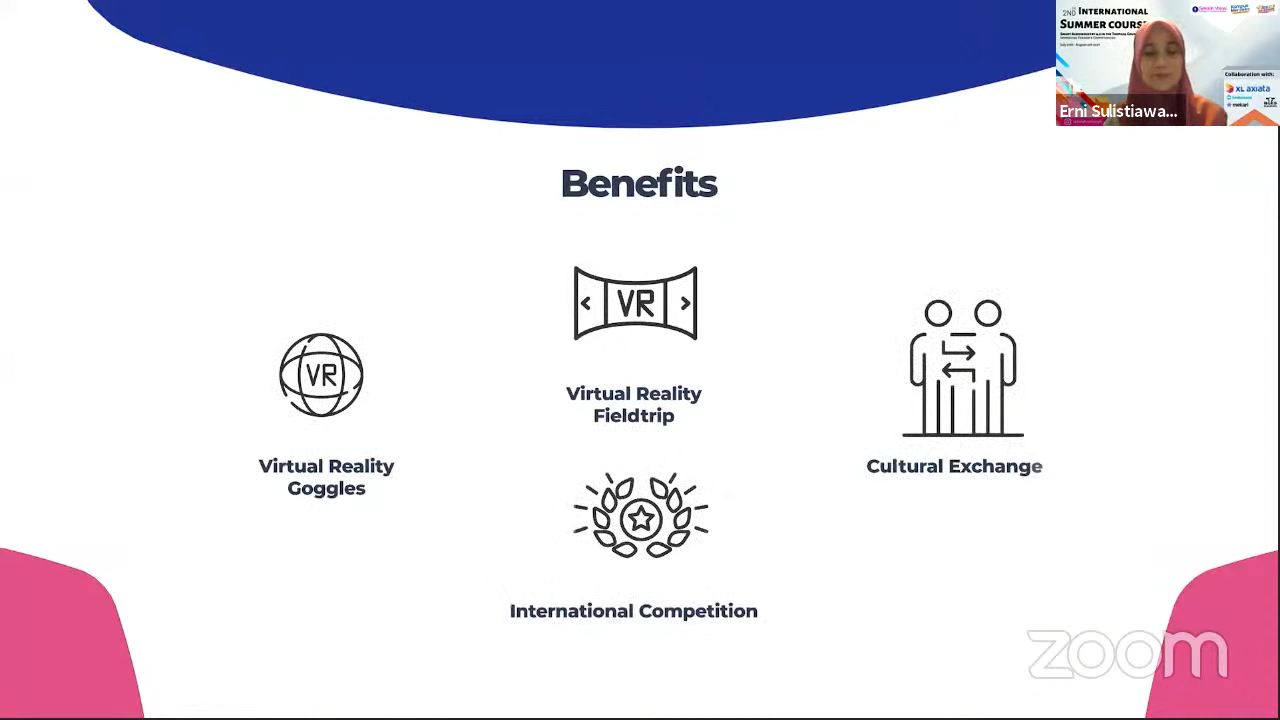 2ND INTERNATIONAL
SUMMER COURSE
Collaboration with:
XL AXIATA
mekari
Erni Sulistiawa...
Benefits
VR
Virtual Reality
Fieldtrip
VR
Virtual Reality
Goggles
Cultural Exchange
International Competition
zoom